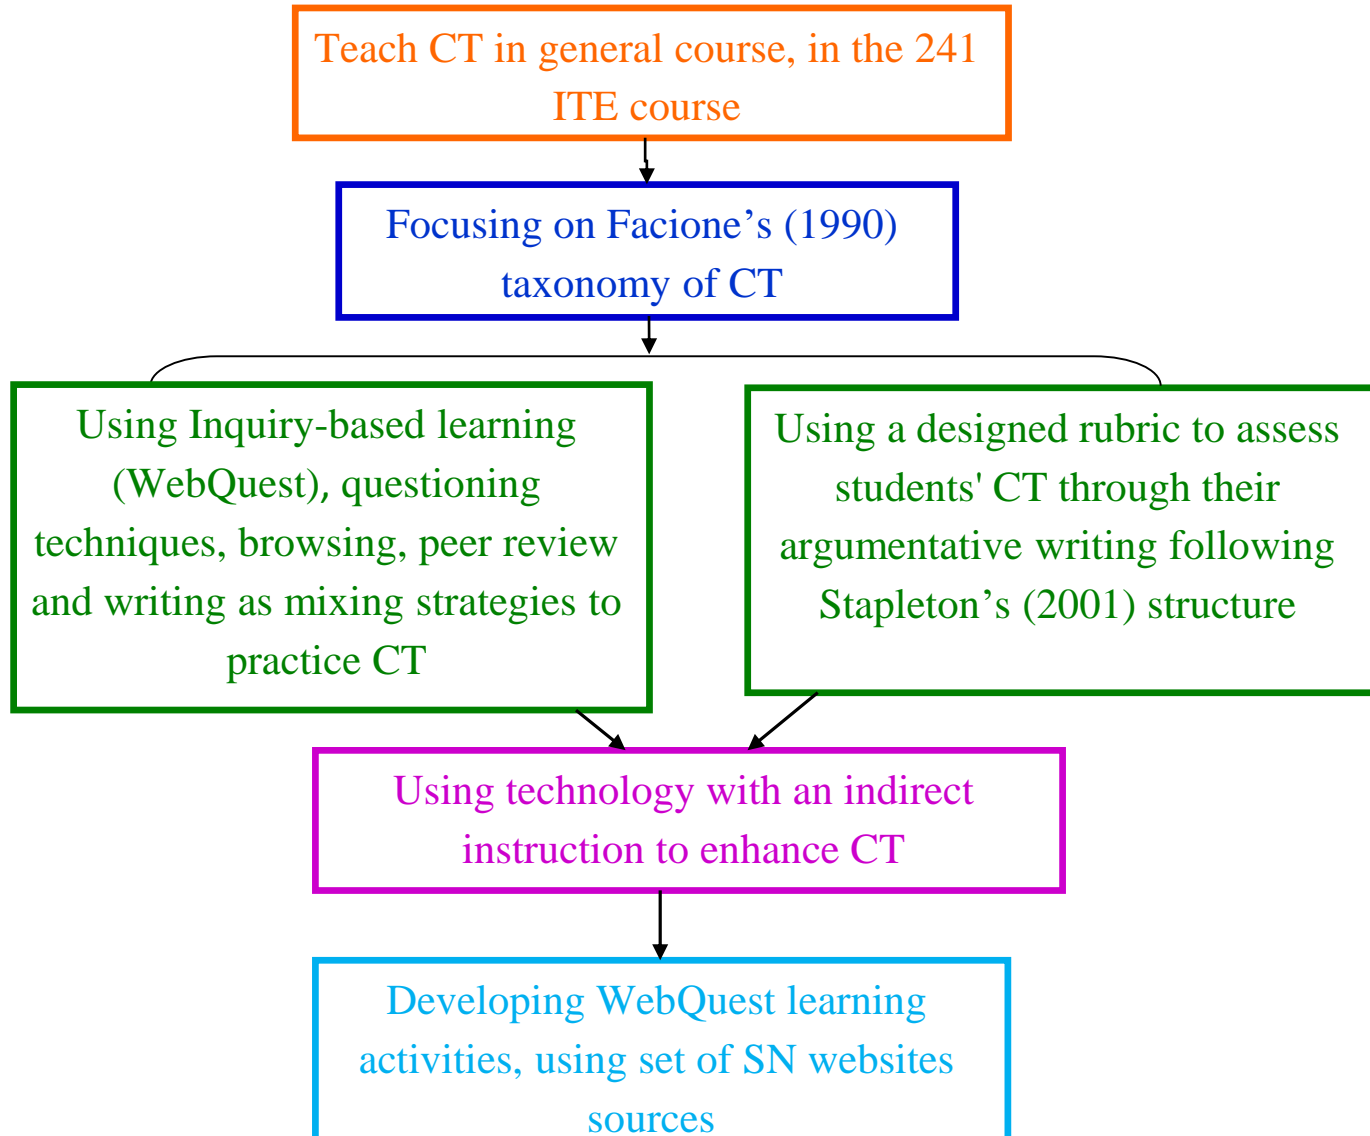 Teach CT in general course, in the 241
ITE course
Focusing on Facione’s (1990)
taxonomy of CT
Using Inquiry-based learning
(WebQuest), questioning
techniques, browsing, peer review
and writing as mixing strategies to
practice CT
Using a designed rubric to assess
students' CT through their
argumentative writing following
Stapleton’s (2001) structure
Using technology with an indirect
instruction to enhance CT
Developing WebQuest learning
activities, using set of SN websites
sources